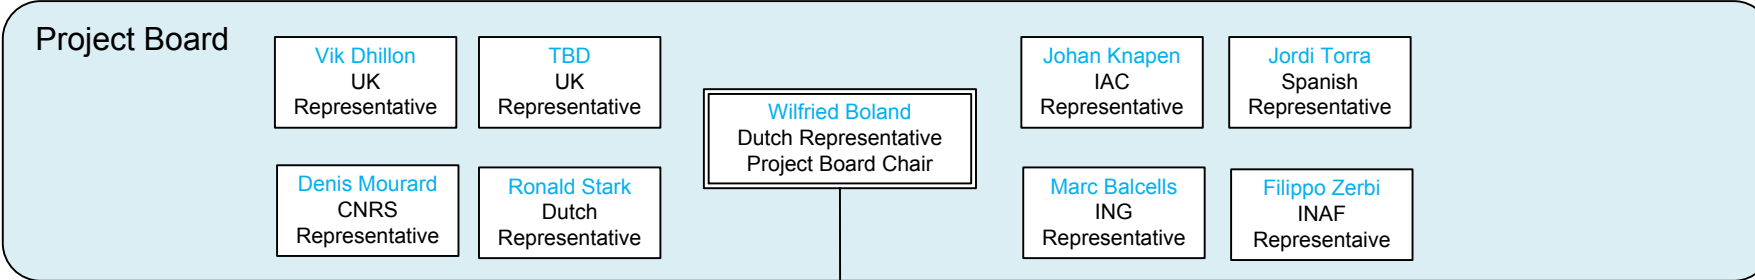 Project Board
Vik Dhillon
UK
Representative
TBD
UK
Representative
Wilfried Boland
Dutch Representative
Project Board Chair
Johan Knapen
IAC
Representative
Jordi Torra
Spanish
Representative
Denis Mourard
CNRS
Representative
Ronald Stark
Dutch
Representative
Marc Balcells
ING
Representative
Filippo Zerbi
INAF
Representaive